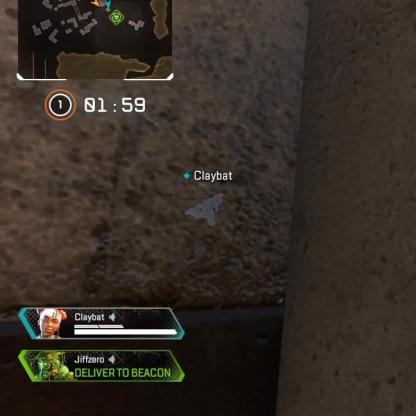 1 01:59
Claybat
Claybat
Jiffzero
DELIVER TO BEACON